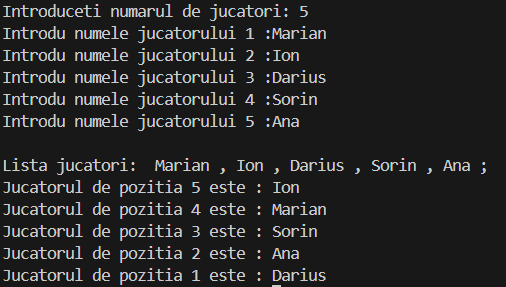 Introduceti numarul de jucatori: 5
Introdu numele jucatorului 1 :Marian
Introdu numele jucatorului 2 :Ion
Introdu numele jucatorului 3 :Darius
Introdu numele jucatorului 4 :Sorin
Introdu numele jucatorului 5 :Ana
Lista jucatori:  Marian , Ion , Darius , Sorin , Ana ;
Jucatorul de pozitia 5 este : Ion
Jucatorul de pozitia 4 este : Marian
Jucatorul de pozitia 3 este : Sorin
Jucatorul de pozitia 2 este : Ana
Jucatorul de pozitia 1 este : Darius